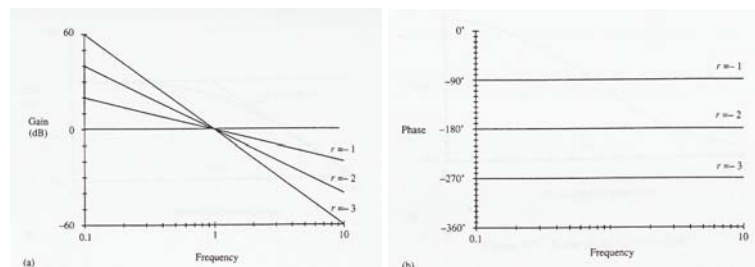 60
Gain
(dB)
0
-60
r = - 1
r = - 2
r = - 3
0.1
1
10
Frequency
(a)
0°
-90°
Phase
-180°
-270°
-360°
r = - 1
r = - 2
r = - 3
0.1
10
Frequency
(b)